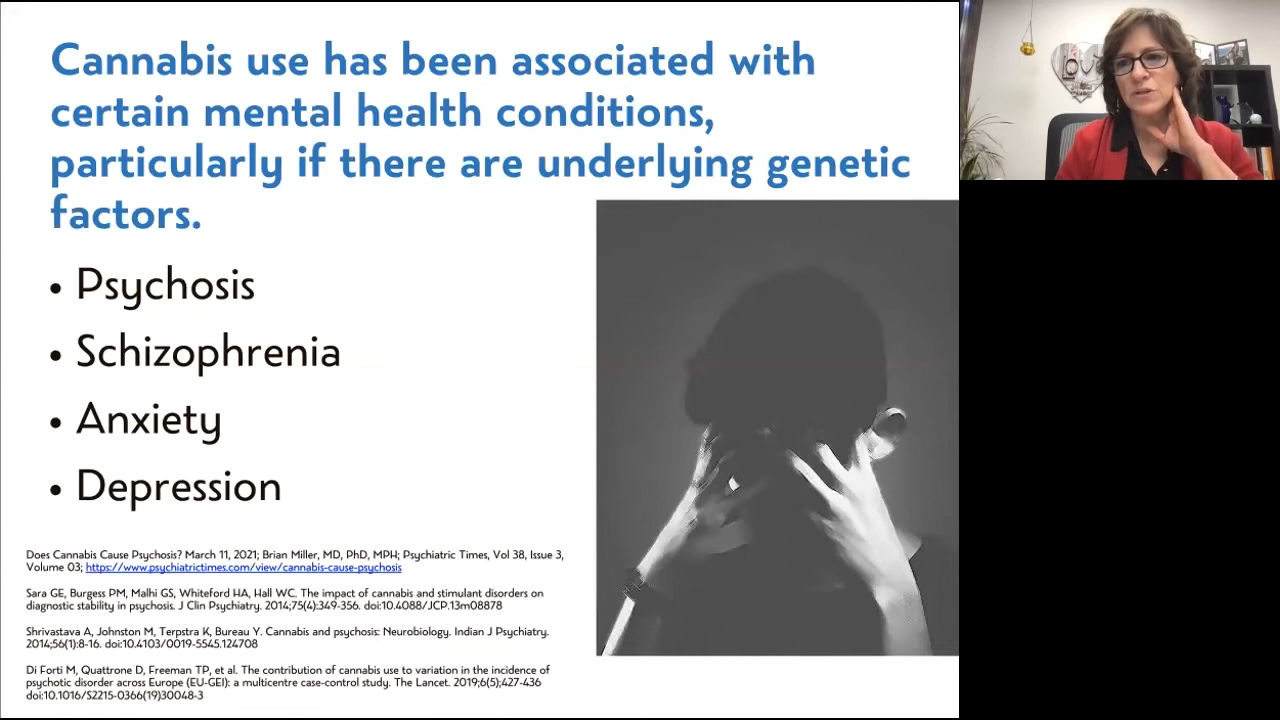 Cannabis use has been associated with
certain mental health conditions,
particularly if there are underlying genetic
factors.
• Psychosis
• Schizophrenia
• Anxiety
• Depression
Does Cannabis Cause Psychosis? March 11, 2021; Brian Miller, MD, PhD, MPH; Psychiatric Times, Vol 38, Issue 3,
Volume 03; https://www.psychiatrictimes.com/view/cannabis-cause-psychosis
Sara GE, Burgess PM, Malhi GS, Whiteford HA, Hall WC. The impact of cannabis and stimulant disorders on
diagnostic stability in psychosis. J Clin Psychiatry. 2014;75(4):349-356. doi:10.4088/JCP.13m08878
Shrivastava A, Johnston M, Terpstra K, Bureau Y. Cannabis and psychosis: Neurobiology. Indian J Psychiatry.
2014;56(1):8-16. doi:10.4103/0019-5545.124708
Di Forti M, Quattrone D, Freeman TP, et al. The contribution of cannabis use to variation in the incidence of
psychotic disorder across Europe (EU-GEI): a multicentre case-control study. The Lancet. 2019;6(5);427-436
doi:10.1016/S2215-0366(19)30048-3